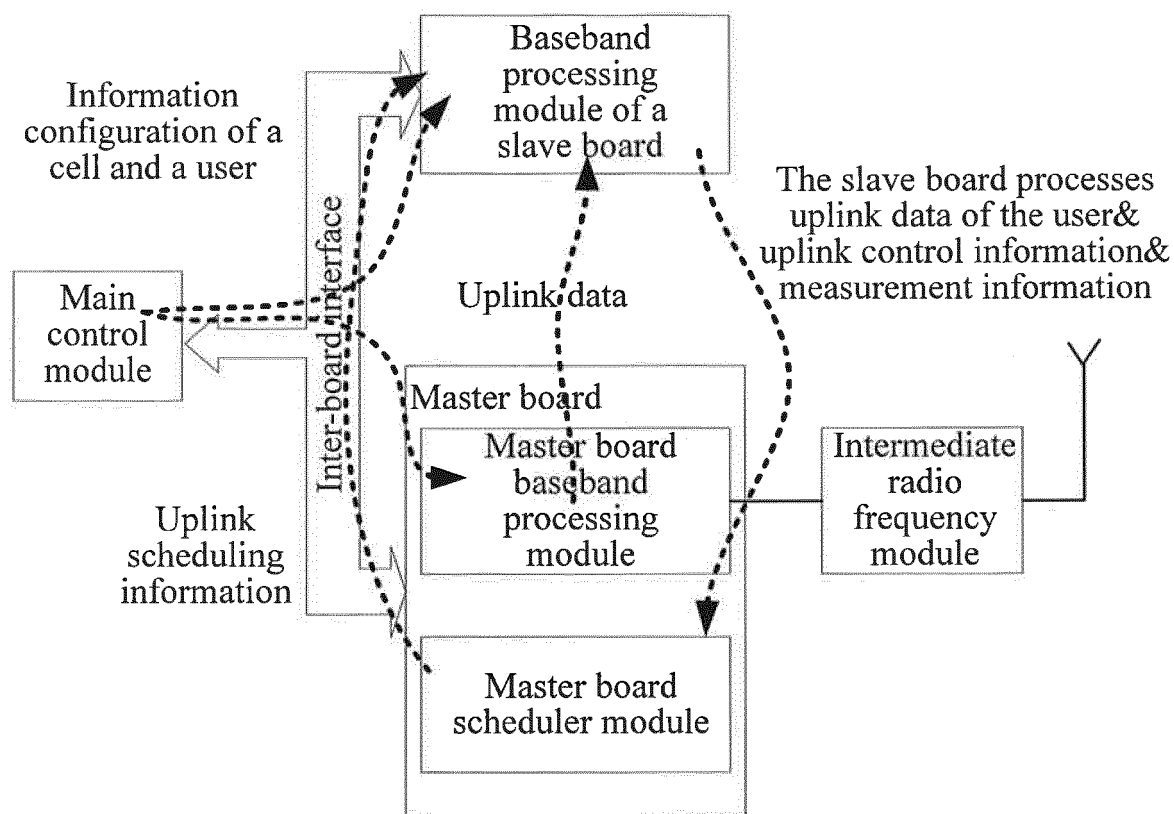 Baseband
processing
module of a
slave board
Information
configuration of a
cell and a user
The slave board processes
uplink data of the user&
uplink control information&
measurement information
Inter-board interface
Main
control
module
Uplink data
Master board
Master board
baseband
processing
module
Intermediate
radio
frequency
module
Uplink
scheduling
information
Master board
scheduler module